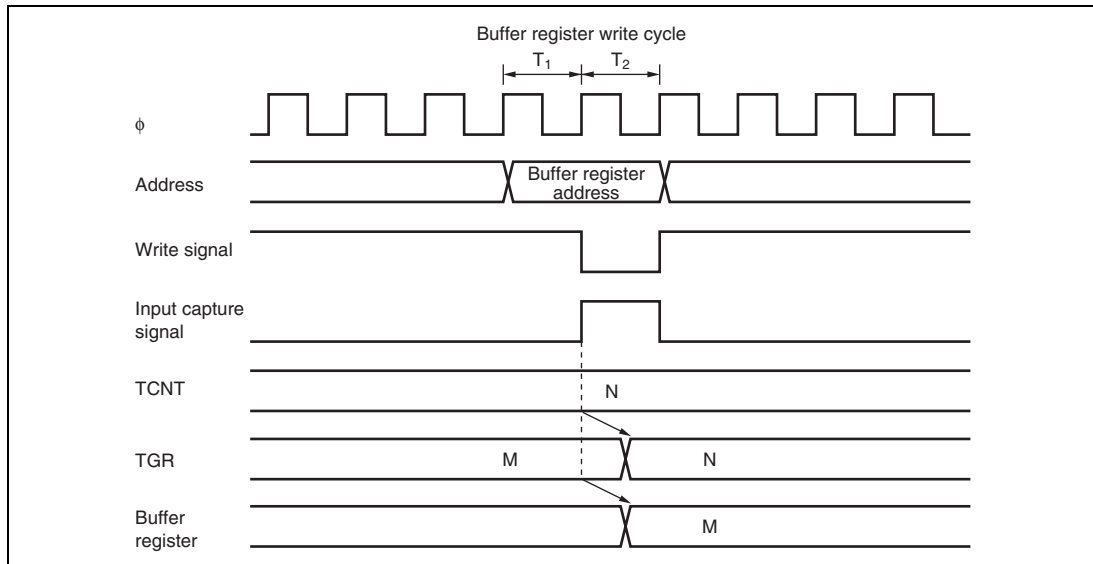 Buffer register write cycle
T₁ T₂
ϕ
Address
Buffer register
address
Write signal
Input capture
signal
TCNT
N
TGR
M N
Buffer
register
M